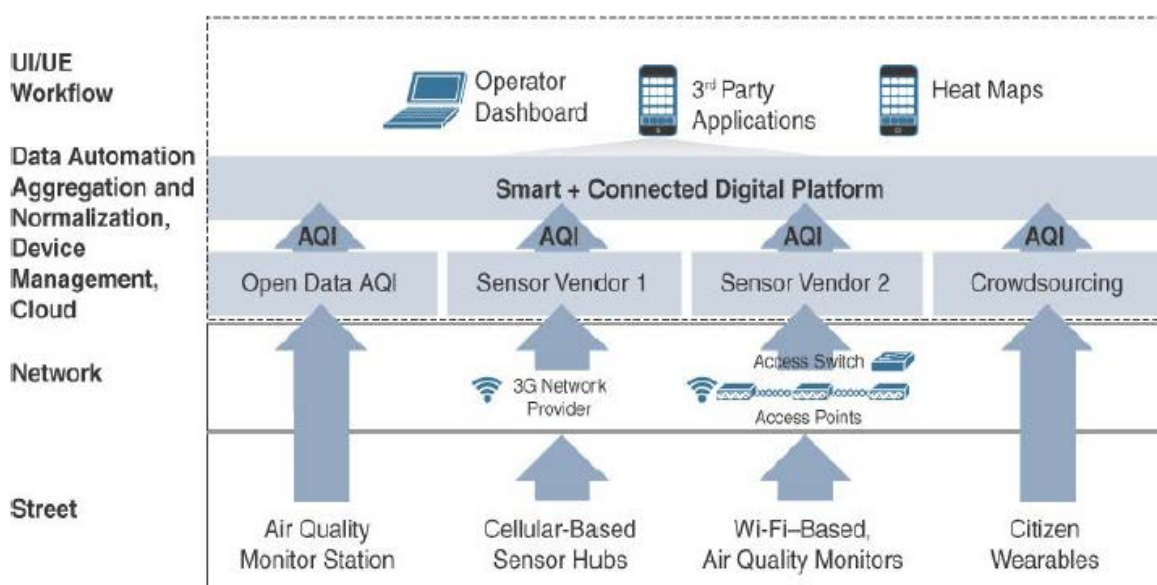 UI/UE
Workflow
Operator
Dashboard
3rd Party
Applications
Heat Maps
Data Automation
Aggregation and
Normalization,
Device
Management,
Cloud
Smart + Connected Digital Platform
AQI
AQI
AQI
AQI
Open Data AQI
Sensor Vendor 1
Sensor Vendor 2
Crowdsourcing
Network
3G Network
Provider
Access Switch
Access Points
Street
Air Quality
Monitor Station
Cellular-Based
Sensor Hubs
Wi-Fi–Based,
Air Quality Monitors
Citizen
Wearables